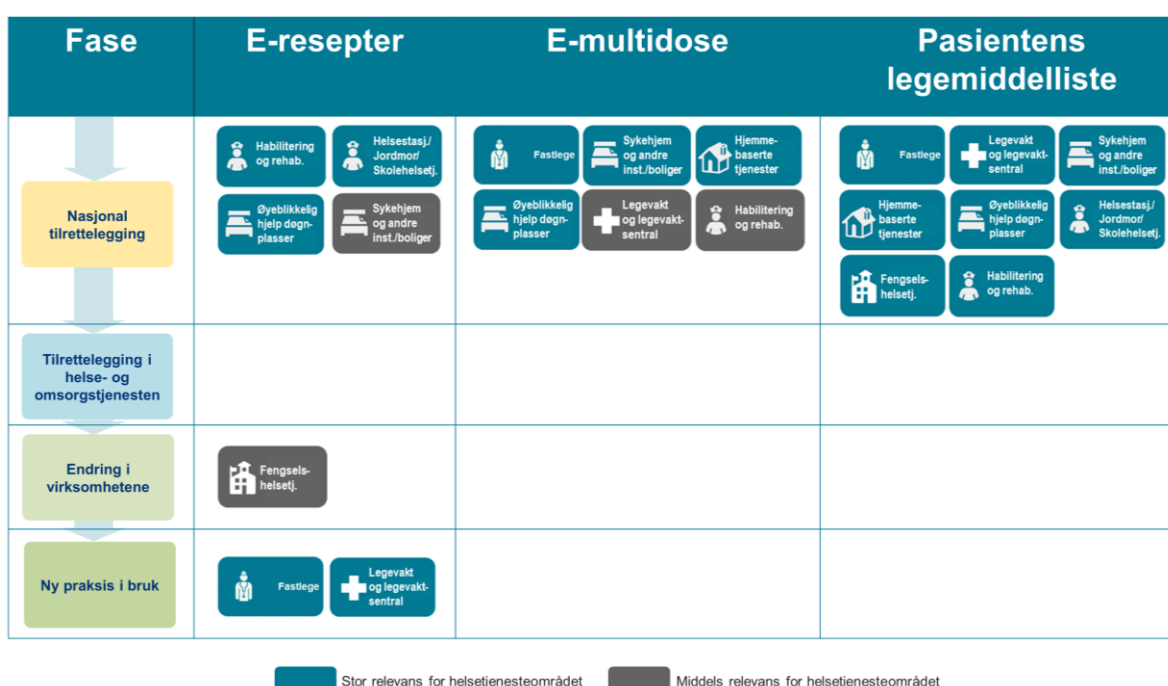 Fase
E-resepter
E-multidose
Pasientens
legemiddelliste
Nasjonal
tilrettelegging
Habilitering
og rehab.
Helsestasj./
Jordmor/
Skolehelsetj.
Øyeblikkelig
hjelp døgn-
plasser
Sykehjem
og andre
inst./boliger
Fastlege
Sykehjem
og andre
inst./boliger
Hjemme-
baserte
tjenester
Øyeblikkelig
hjelp døgn-
plasser
Legevakt
og legevakt-
sentral
Habilitering
og rehab.
Fastlege
Legevakt
og legevakt-
sentral
Sykehjem
og andre
inst./boliger
Hjemme-
baserte
tjenester
Øyeblikkelig
hjelp døgn-
plasser
Helsestasj./
Jordmor/
Skolehelsetj.
Fengsels-
helsetj.
Habilitering
og rehab.
Tilrettelegging i
helse- og
omsorgstjenesten
Endring i
virksomhetene
Fengsels-
helsetj.
Ny praksis i bruk
Fastlege
Legevakt
og legevakt-
sentral
Stor relevans for helsetjenesteområdet
Middels relevans for helsetjenesteområdet